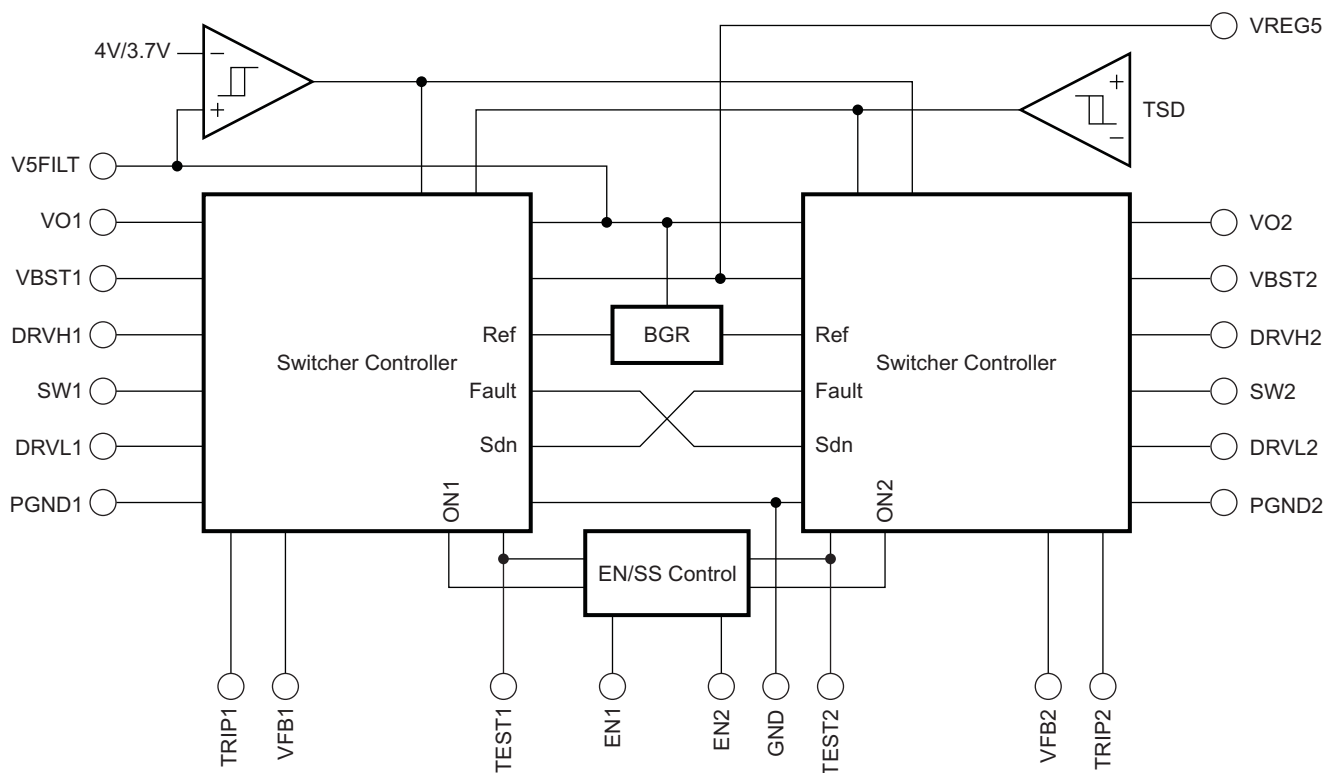 VREG5
4V/3.7V
−
+
+
−
TSD
V5FILT
VO1
VBST1
DRVH1
SW1
DRVL1
PGND1
Switcher Controller
Ref
Fault
Sdn
ON1
BGR
Switcher Controller
Ref
Fault
Sdn
ON2
VO2
VBST2
DRVH2
SW2
DRVL2
PGND2
EN/SS Control
TRIP1
VFB1
TEST1
EN1
EN2
GND
TEST2
VFB2
TRIP2